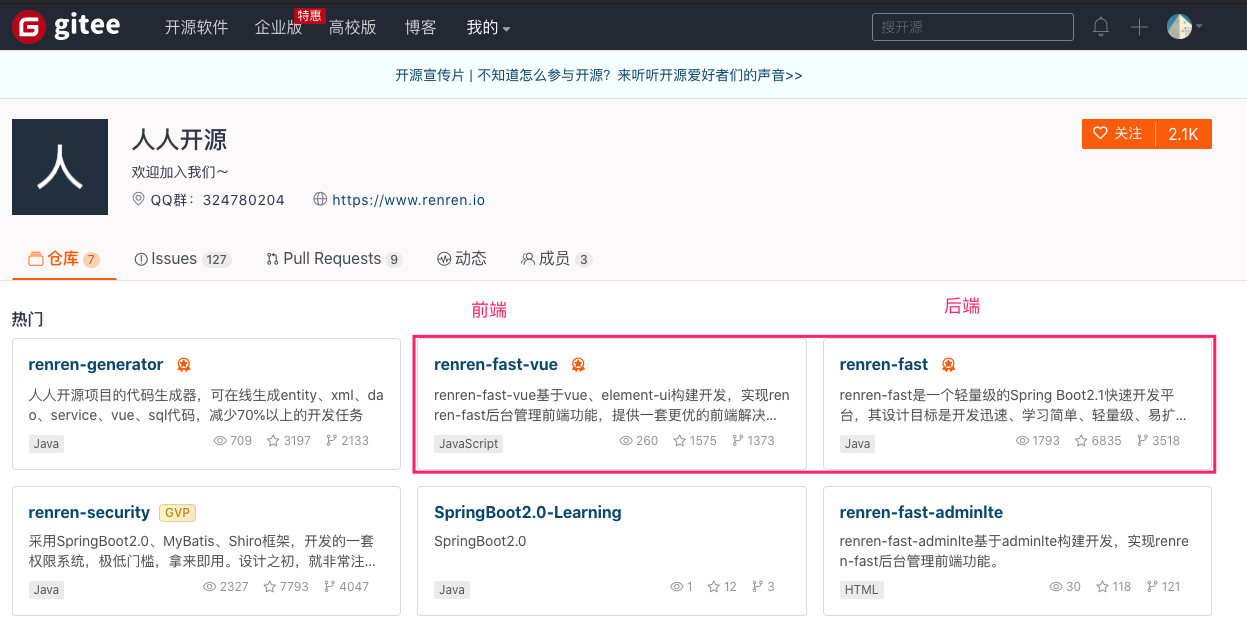 gitee 开源软件 企业版 特惠 高校版 博客 我的 搜开源
开源宣传片 | 不知道怎么参与开源？来听听开源爱好者们的声音>>
人
人人开源
欢迎加入我们～
QQ群：324780204 https://www.renren.io
关注 2.1K
仓库 7 Issues 127 Pull Requests 9 动态 成员 3
前端 后端
热门
renren-generator
人人开源项目的代码生成器，可在线生成entity、xml、da
o、service、vue、sql代码，减少70%以上的开发任务
Java 709 3197 2133
renren-fast-vue
renren-fast-vue基于vue、element-ui构建开发，实现ren
ren-fast后台管理前端功能，提供一套更优的前端解决...
JavaScript 260 1575 1373
renren-fast
renren-fast是一个轻量级的Spring Boot2.1快速开发平
台，其设计目标是开发迅速、学习简单、轻量级、易扩...
Java 1793 6835 3518
renren-security GVP
采用SpringBoot2.0、MyBatis、Shiro框架，开发的一套
权限系统，极低门槛，拿来即用。设计之初，就非常注...
Java 2327 7793 4047
SpringBoot2.0-Learning
SpringBoot2.0
Java 1 12 3
renren-fast-adminlte
renren-fast-adminlte基于adminlte构建开发，实现renre
n-fast后台管理前端功能。
HTML 30 118 121